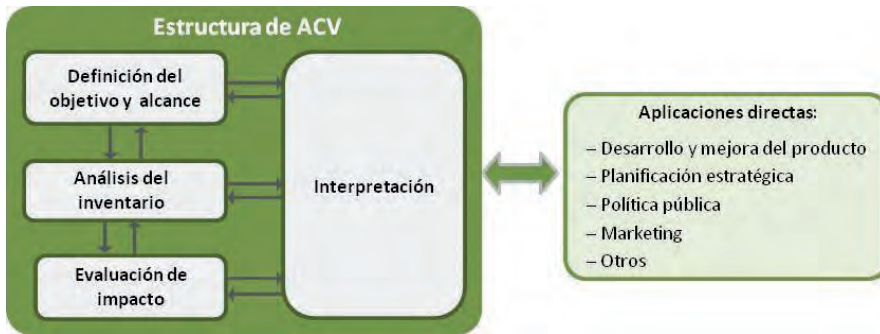 Estructura de ACV
Definición del
objetivo y alcance
Análisis del
inventario
Evaluación de
impacto
Interpretación
Aplicaciones directas:
– Desarrollo y mejora del producto
– Planificación estratégica
– Política pública
– Marketing
– Otros